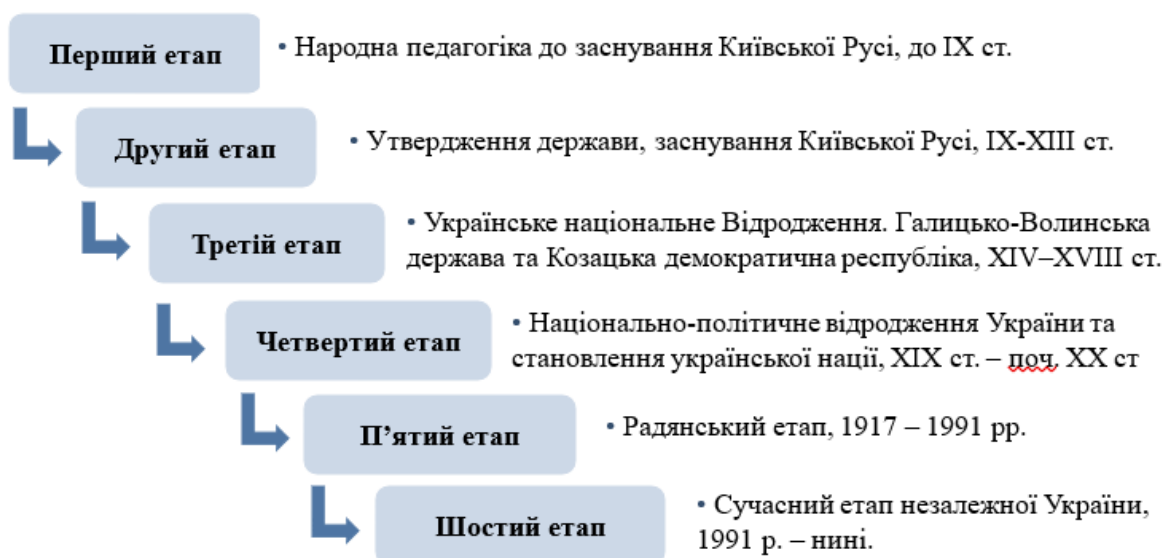 Перший етап
• Народна педагогіка до заснування Київської Русі, до IX ст.
Другий етап
• Утвердження держави, заснування Київської Русі, IX-XIII ст.
Третій етап
• Українське національне Відродження. Галицько-Волинська
держава та Козацька демократична республіка, XIV–XVIII ст.
Четвертий етап
• Національно-політичне відродження України та
становлення української нації, XIX ст. – поч. XX ст
П’ятий етап
• Радянський етап, 1917 – 1991 рр.
Шостий етап
• Сучасний етап незалежної України,
1991 р. – нині.